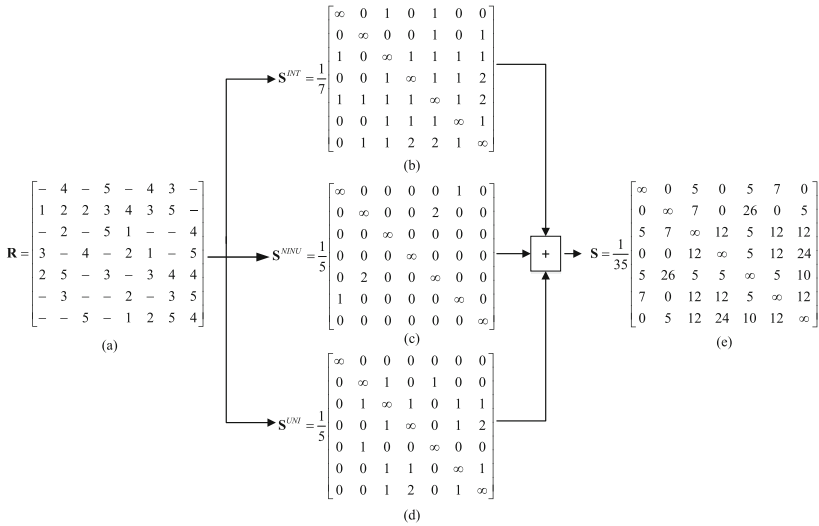 R =
– 4 – 5 – 4 3 –
1 2 2 3 4 3 5 –
– 2 – 5 1 – – 4
3 – 4 – 2 1 – 5
2 5 – 3 – 3 4 4
– 3 – – 2 – 3 5
– – 5 – 1 2 5 4
(a)
S^INT = 1/7
∞ 0 1 0 1 0 0
0 ∞ 0 0 1 0 1
1 0 ∞ 1 1 1 1
0 0 1 ∞ 1 1 2
1 1 1 1 ∞ 1 2
0 0 1 1 1 ∞ 1
0 1 1 2 2 1 ∞
(b)
S^NINU = 1/5
∞ 0 0 0 0 1 0
0 ∞ 0 0 2 0 0
0 0 ∞ 0 0 0 0
0 0 0 ∞ 0 0 0
0 2 0 0 ∞ 0 0
1 0 0 0 0 ∞ 0
0 0 0 0 0 0 ∞
(c)
S^UNI = 1/5
∞ 0 0 0 0 0 0
0 ∞ 1 0 1 0 0
0 1 ∞ 1 0 1 1
0 0 1 ∞ 0 1 2
0 1 0 0 ∞ 0 0
0 0 1 1 0 ∞ 1
0 0 1 2 0 1 ∞
(d)
+
S = 1/35
∞ 0 5 0 5 7 0
0 ∞ 7 0 26 0 5
5 7 ∞ 12 5 12 12
0 0 12 ∞ 5 12 24
5 26 5 5 ∞ 5 10
7 0 12 12 5 ∞ 12
0 5 12 24 10 12 ∞
(e)